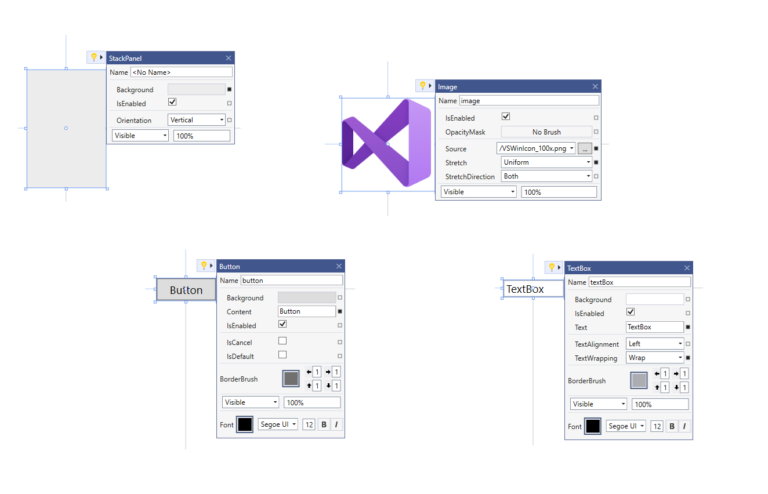 StackPanel
Name <No Name>
Background
IsEnabled
Orientation Vertical
Visible 100%
Image
Name image
IsEnabled
OpacityMask No Brush
Source /VSWinIcon_100x.png ...
Stretch Uniform
StretchDirection Both
Visible 100%
Button
Button
Name button
Background
Content Button
IsEnabled
IsCancel
IsDefault
BorderBrush 1 1
1 1
Visible 100%
Font Segoe UI 12 B I
TextBox
TextBox
Name textBox
Background
IsEnabled
Text TextBox
TextAlignment Left
TextWrapping Wrap
BorderBrush 1 1
1 1
Visible 100%
Font Segoe UI 12 B I